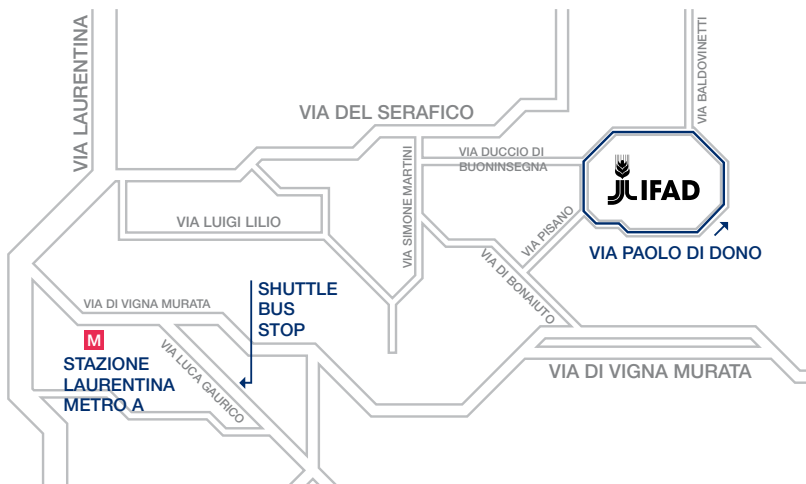 VIA LAURENTINA
VIA DEL SERAFICO
VIA BALDOVINETTI
VIA DUCCIO DI
BUONINSEGNA
VIA SIMONE MARTINI
IFAD
VIA LUIGI LILIO
VIA PISANO
VIA PAOLO DI DONO
VIA DI BONAIUTO
SHUTTLE
BUS
STOP
VIA DI VIGNA MURATA
M
STAZIONE
LAURENTINA
METRO A
VIA LUCA GAURICO
VIA DI VIGNA MURATA